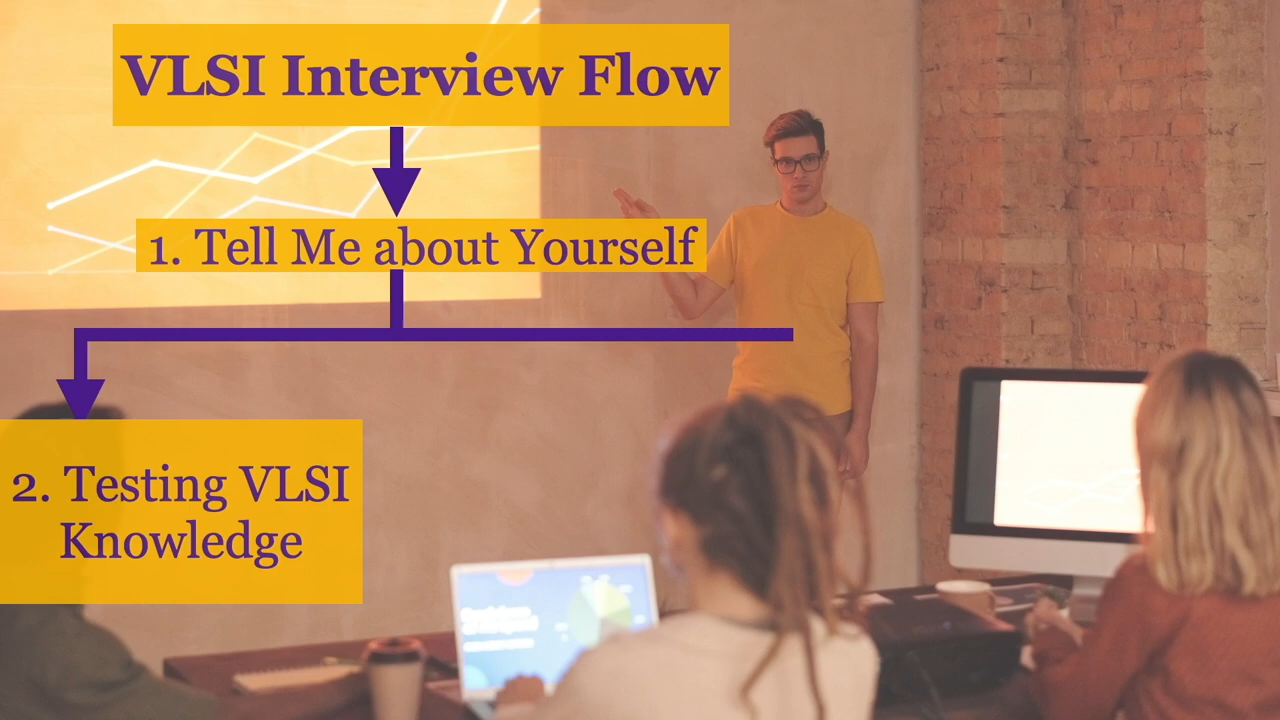 VLSI Interview Flow
1. Tell Me about Yourself
2. Testing VLSI
Knowledge